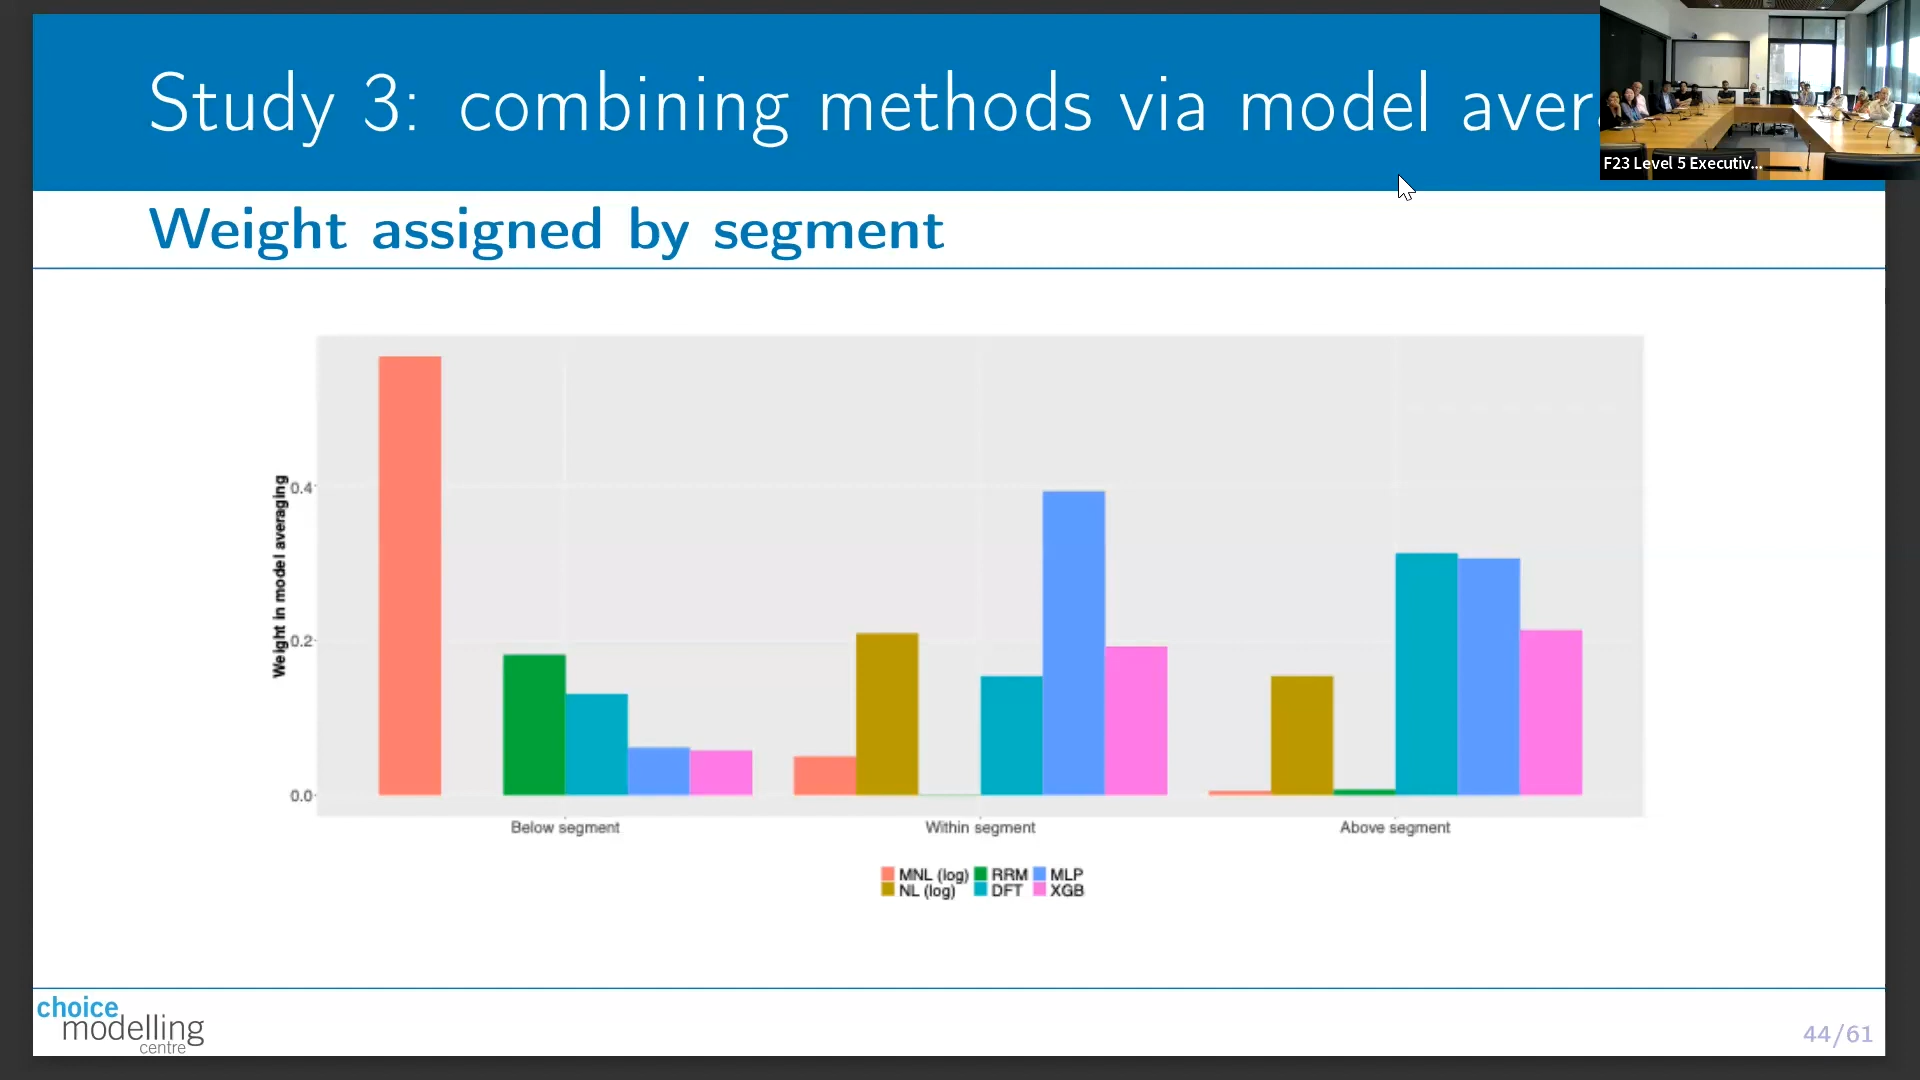 Study 3: combining methods via model aver
F23 Level 5 Executiv...
Weight assigned by segment
Weight in model averaging
0.4
0.2
0.0
Below segment
Within segment
Above segment
MNL (log) RRM MLP
NL (log) DFT XGB
choice
modelling
centre
44/61